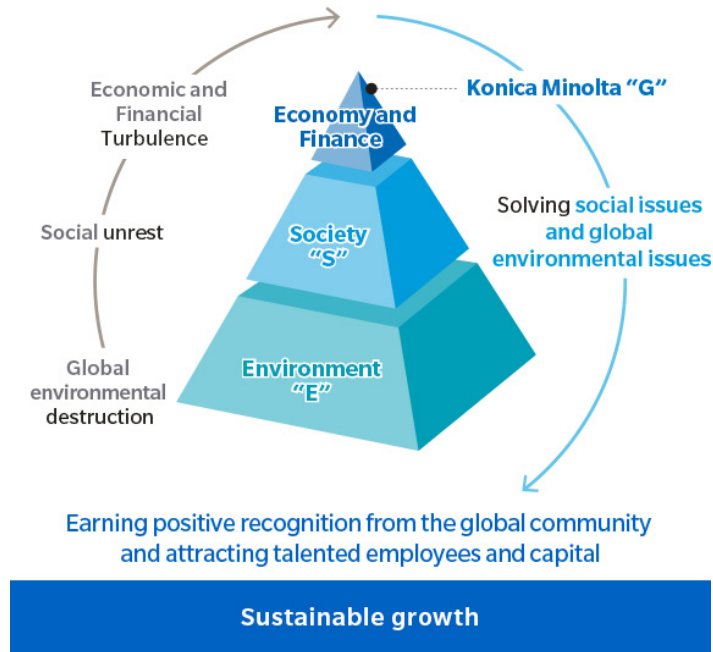 Economic and
Financial
Turbulence
Social unrest
Global
environmental
destruction
Economy and
Finance
Society
“S”
Environment
“E”
Konica Minolta “G”
Solving social issues
and global
environmental issues
Earning positive recognition from the global community
and attracting talented employees and capital
Sustainable growth